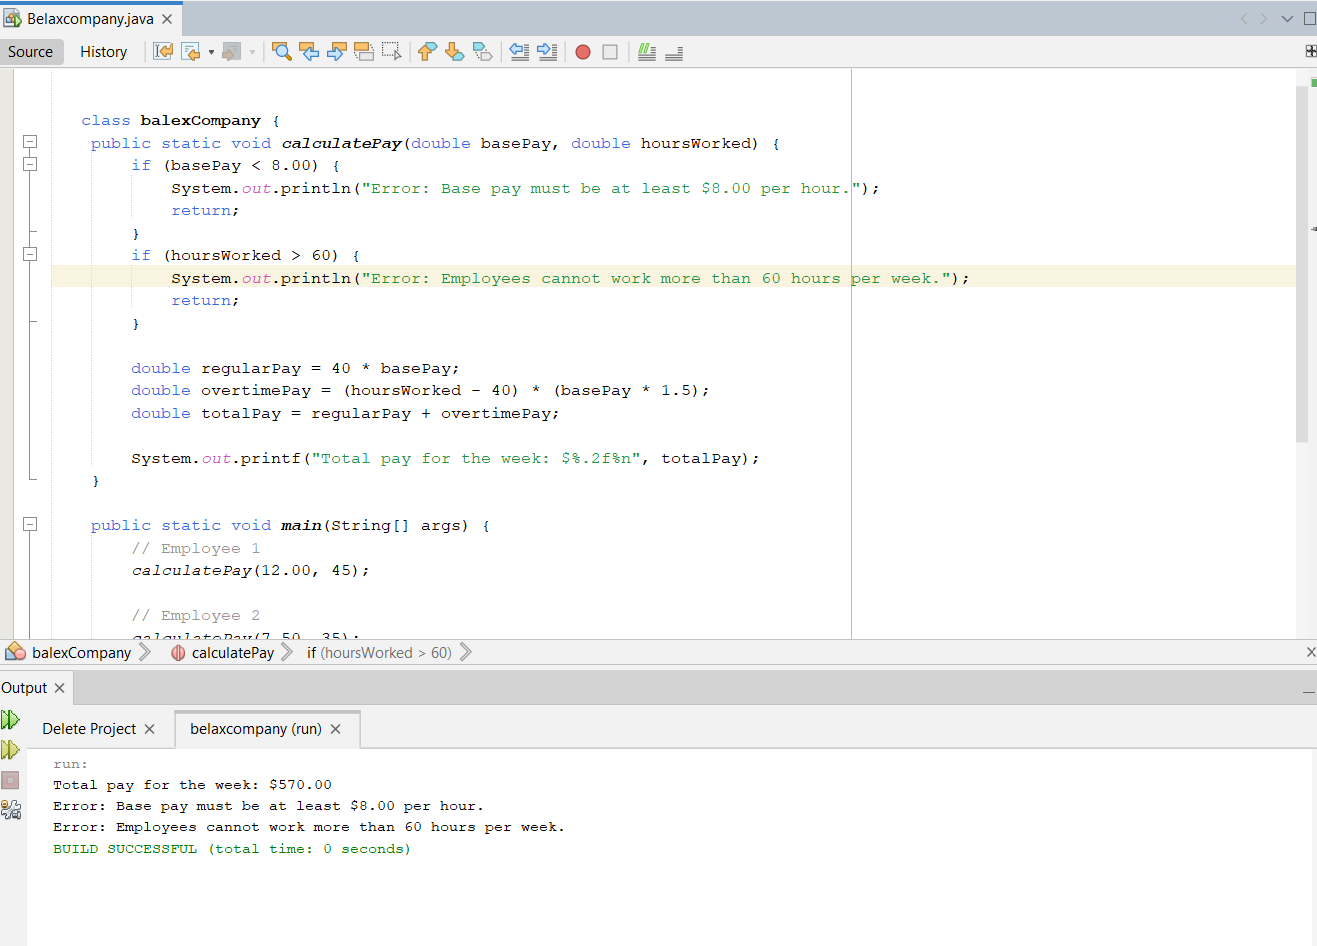 Belaxcompany.java
Source History
class balexCompany {
public static void calculatePay(double basePay, double hoursWorked) {
if (basePay < 8.00) {
System.out.println("Error: Base pay must be at least $8.00 per hour.");
return;
}
if (hoursWorked > 60) {
System.out.println("Error: Employees cannot work more than 60 hours per week.");
return;
}
double regularPay = 40 * basePay;
double overtimePay = (hoursWorked - 40) * (basePay * 1.5);
double totalPay = regularPay + overtimePay;
System.out.printf("Total pay for the week: $%.2f%n", totalPay);
}
public static void main(String[] args) {
// Employee 1
calculatePay(12.00, 45);
// Employee 2
calculatePay(7.50, 35);
balexCompany calculatePay if (hoursWorked > 60)
Output
Delete Project belaxcompany (run)
run:
Total pay for the week: $570.00
Error: Base pay must be at least $8.00 per hour.
Error: Employees cannot work more than 60 hours per week.
BUILD SUCCESSFUL (total time: 0 seconds)